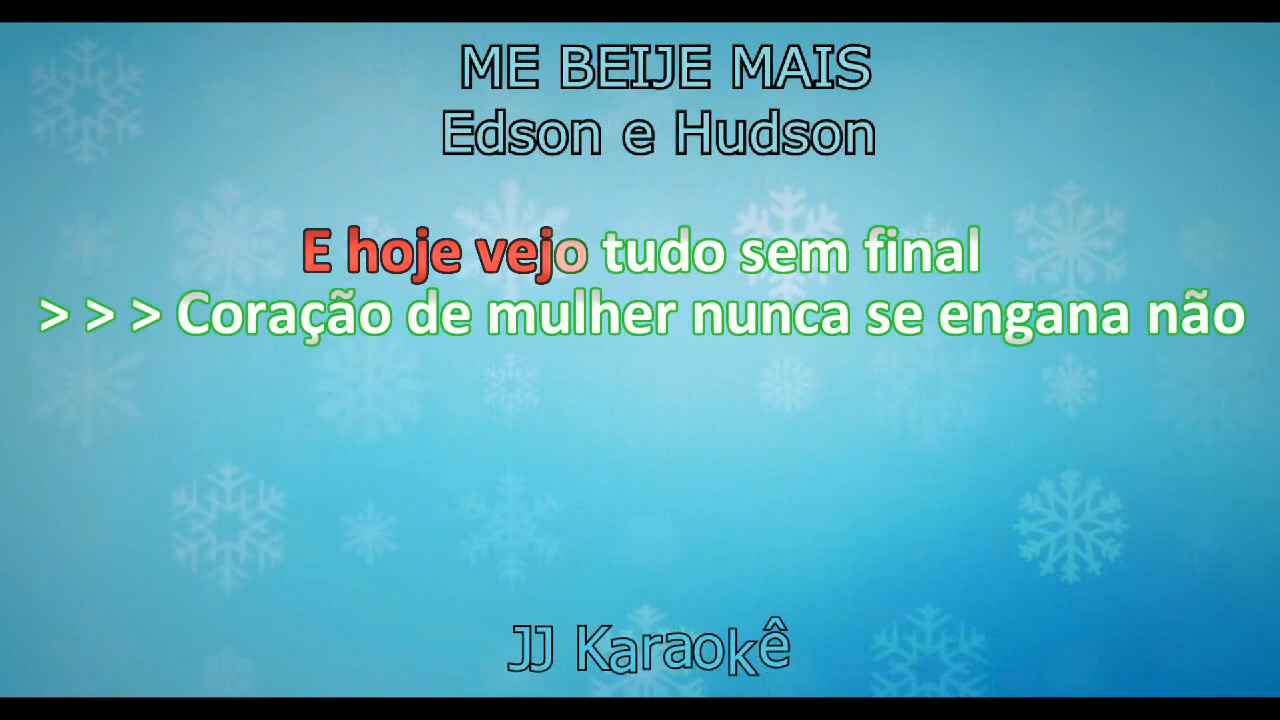 ME BEIJE MAIS
Edson e Hudson
E hoje vejo tudo sem final
> > > Coração de mulher nunca se engana não
JJ Karaokê